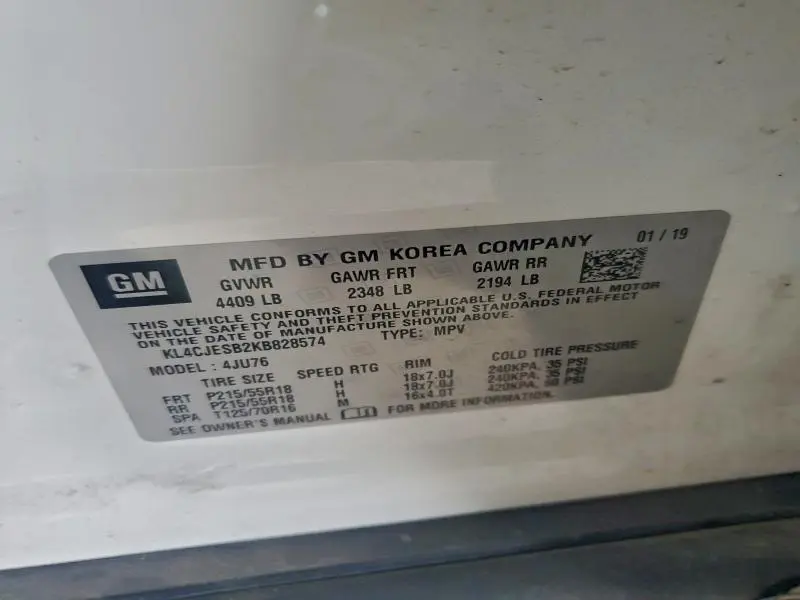 GM
MFD BY GM KOREA COMPANY 01 / 19
GVWR GAWR FRT GAWR RR
4409 LB 2348 LB 2194 LB
THIS VEHICLE CONFORMS TO ALL APPLICABLE U.S. FEDERAL MOTOR
VEHICLE SAFETY AND THEFT PREVENTION STANDARDS IN EFFECT
ON THE DATE OF MANUFACTURE SHOWN ABOVE.
KL4CJESB2KB828574 TYPE: MPV
MODEL : 4JU76
TIRE SIZE SPEED RTG RIM COLD TIRE PRESSURE
FRT P215/55R18 H 18x7.0J 240KPA, 35 PSI
RR P215/55R18 H 18x7.0J 240KPA, 35 PSI
SPA T125/70R16 M 16x4.0T 420KPA, 60 PSI
SEE OWNER'S MANUAL FOR MORE INFORMATION.